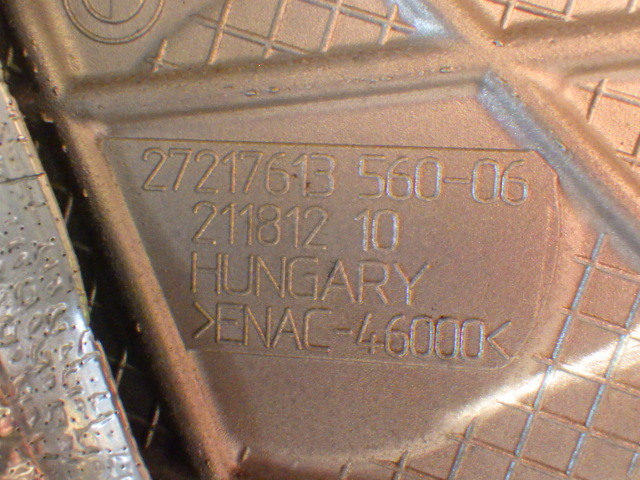 27217613 560-06
211812 10
HUNGARY
>ENAC-46000<